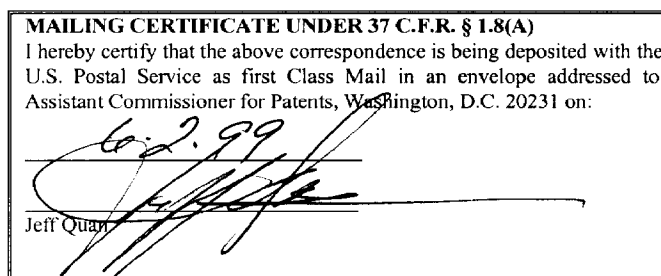 MAILING CERTIFICATE UNDER 37 C.F.R. § 1.8(A)
I hereby certify that the above correspondence is being deposited with the
U.S. Postal Service as first Class Mail in an envelope addressed to
Assistant Commissioner for Patents, Washington, D.C. 20231 on:
6.2.99
Jeff Quan